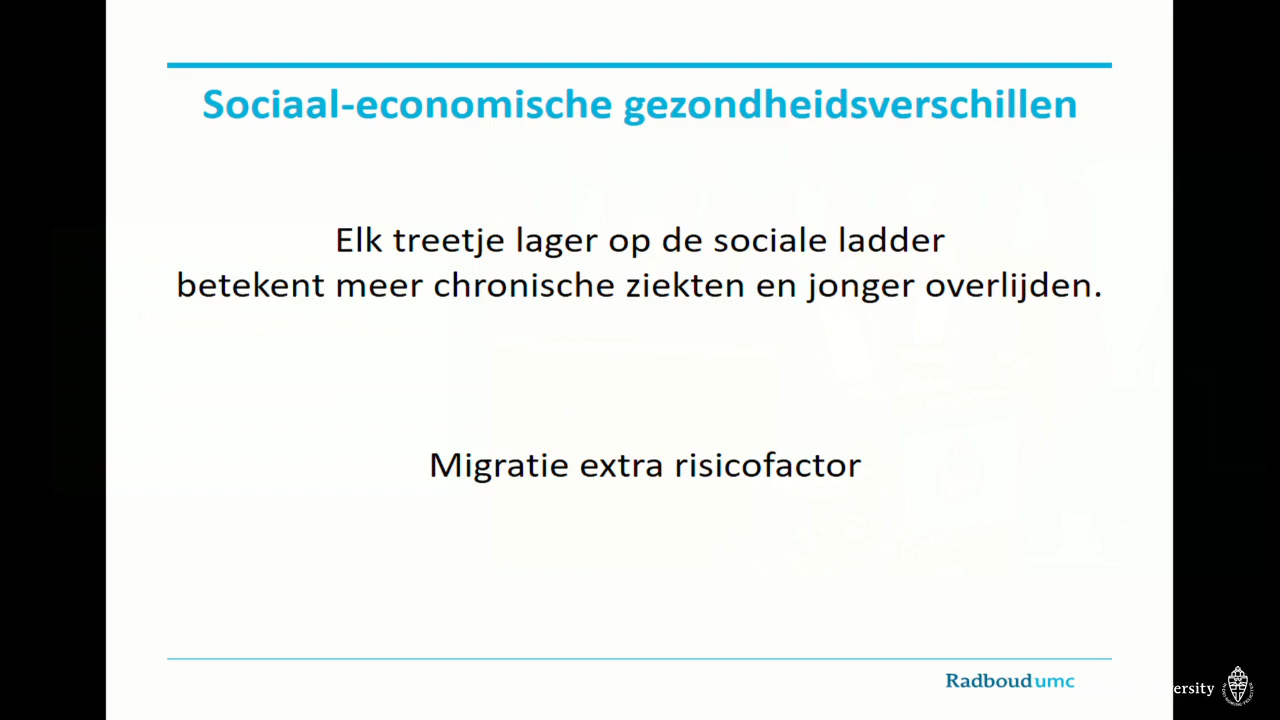 Sociaal-economische gezondheidsverschillen
Elk treetje lager op de sociale ladder
betekent meer chronische ziekten en jonger overlijden.
Migratie extra risicofactor
Radboudumc
ersity